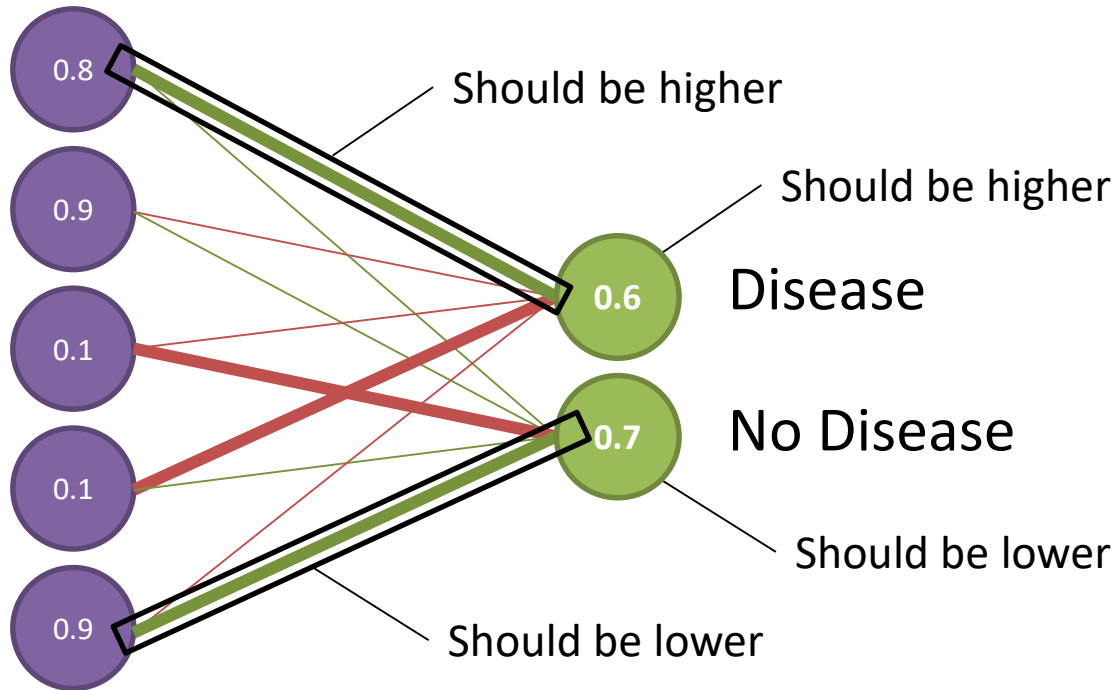 0.8
Should be higher
0.9
Should be higher
0.6
Disease
0.1
0.7
No Disease
0.1
Should be lower
0.9
Should be lower